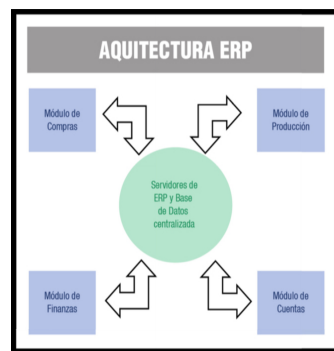 AQUITECTURA ERP
Módulo de
Compras
Módulo de
Producción
Servidores de
ERP y Base
de Datos
centralizada
Módulo de
Finanzas
Módulo de
Cuentas